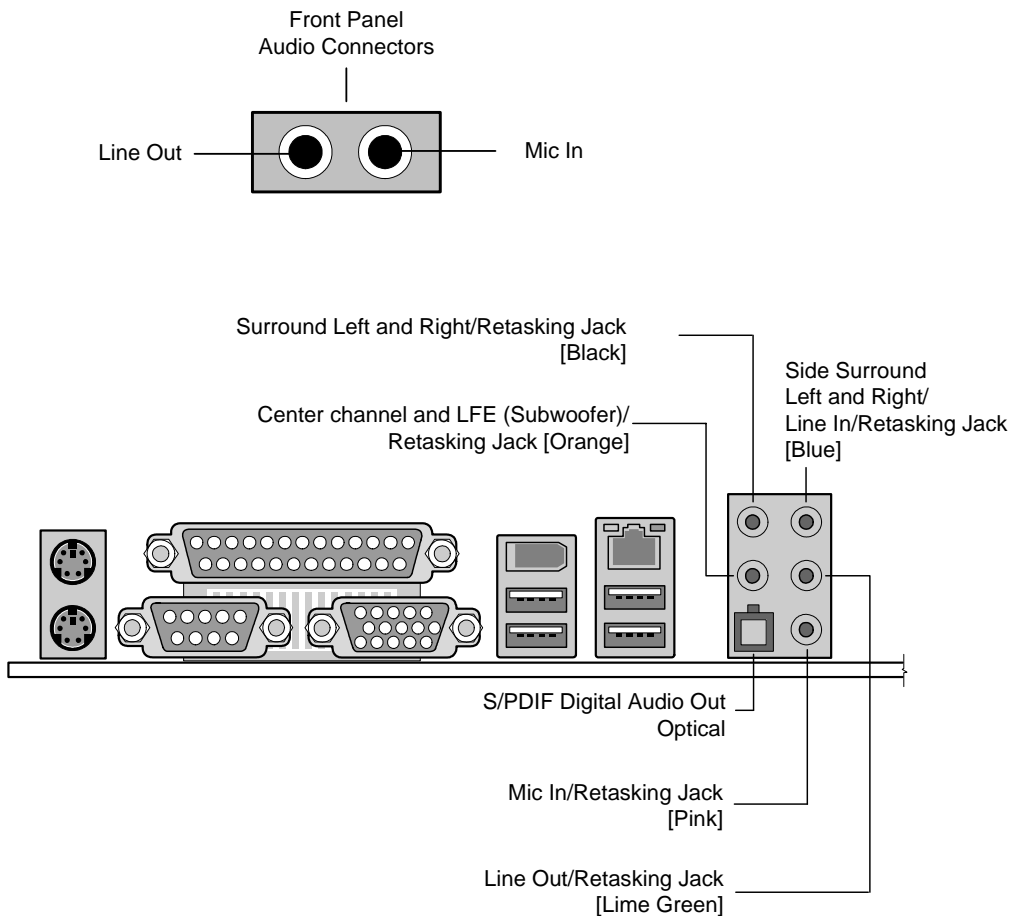 Front Panel
Audio Connectors
Line Out
Mic In
Surround Left and Right/Retasking Jack
[Black]
Side Surround
Left and Right/
Line In/Retasking Jack
[Blue]
Center channel and LFE (Subwoofer)/
Retasking Jack [Orange]
S/PDIF Digital Audio Out
Optical
Mic In/Retasking Jack
[Pink]
Line Out/Retasking Jack
[Lime Green]